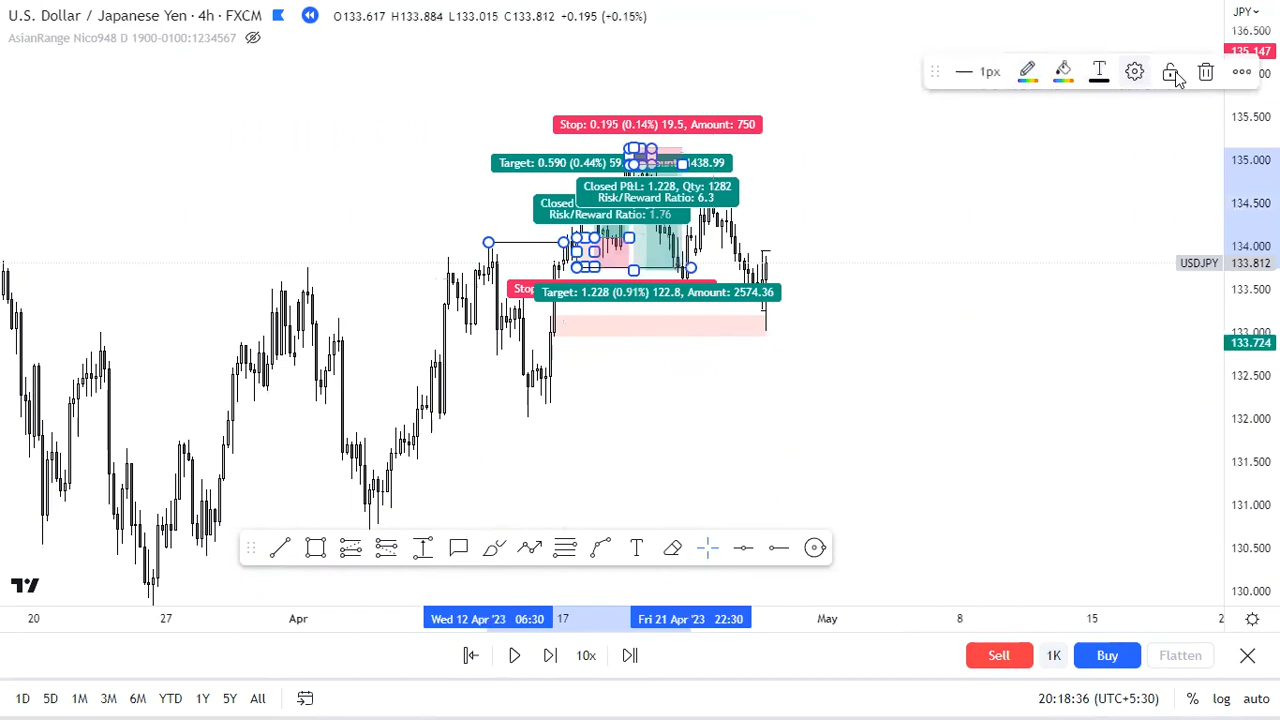 U.S. Dollar / Japanese Yen · 4h · FXCM
O133.617 H133.884 L133.015 C133.812 +0.195 (+0.15%)
JPY
AsianRange Nico948 D 1900-0100:1234567
136.500
135.147
1px
T
135.500
Stop: 0.195 (0.14%) 19.5, Amount: 750
135.000
Target: 0.590 (0.44%) 59
1438.99
Closed P&L: 1.228, Qty: 1282
Risk/Reward Ratio: 6.3
134.500
Closed
Risk/Reward Ratio: 1.76
134.000
USDJPY
133.812
133.500
Stop
Target: 1.228 (0.91%) 122.8, Amount: 2574.36
133.000
133.724
132.500
132.000
131.500
131.000
T
130.500
130.000
20
27
Apr
Wed 12 Apr '23 06:30
17
Fri 21 Apr '23 22:30
May
8
15
2
10x
Sell
1K
Buy
Flatten
1D 5D 1M 3M 6M YTD 1Y 5Y All
20:18:36 (UTC+5:30)
% log auto